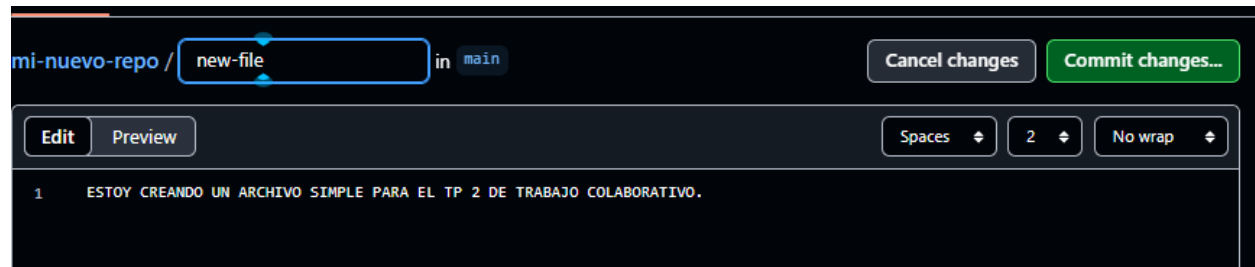 mi-nuevo-repo / new-file in main Cancel changes Commit changes...
Edit Preview Spaces 2 No wrap
1 ESTOY CREANDO UN ARCHIVO SIMPLE PARA EL TP 2 DE TRABAJO COLABORATIVO.